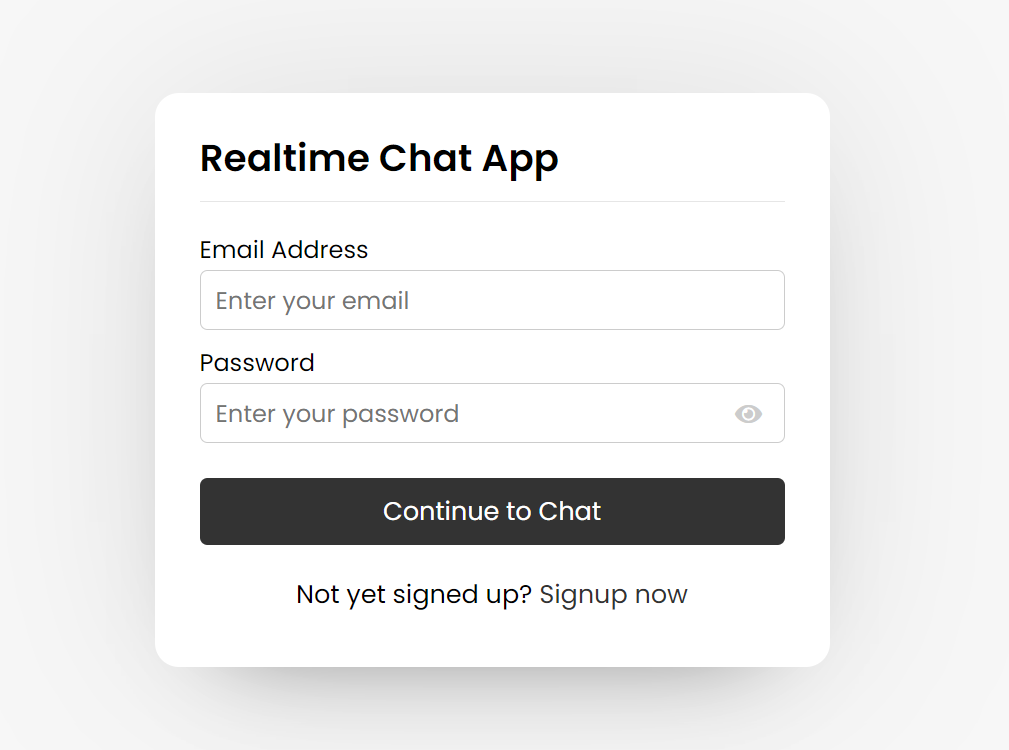 Realtime Chat App
Email Address
Enter your email
Password
Enter your password
Continue to Chat
Not yet signed up? Signup now